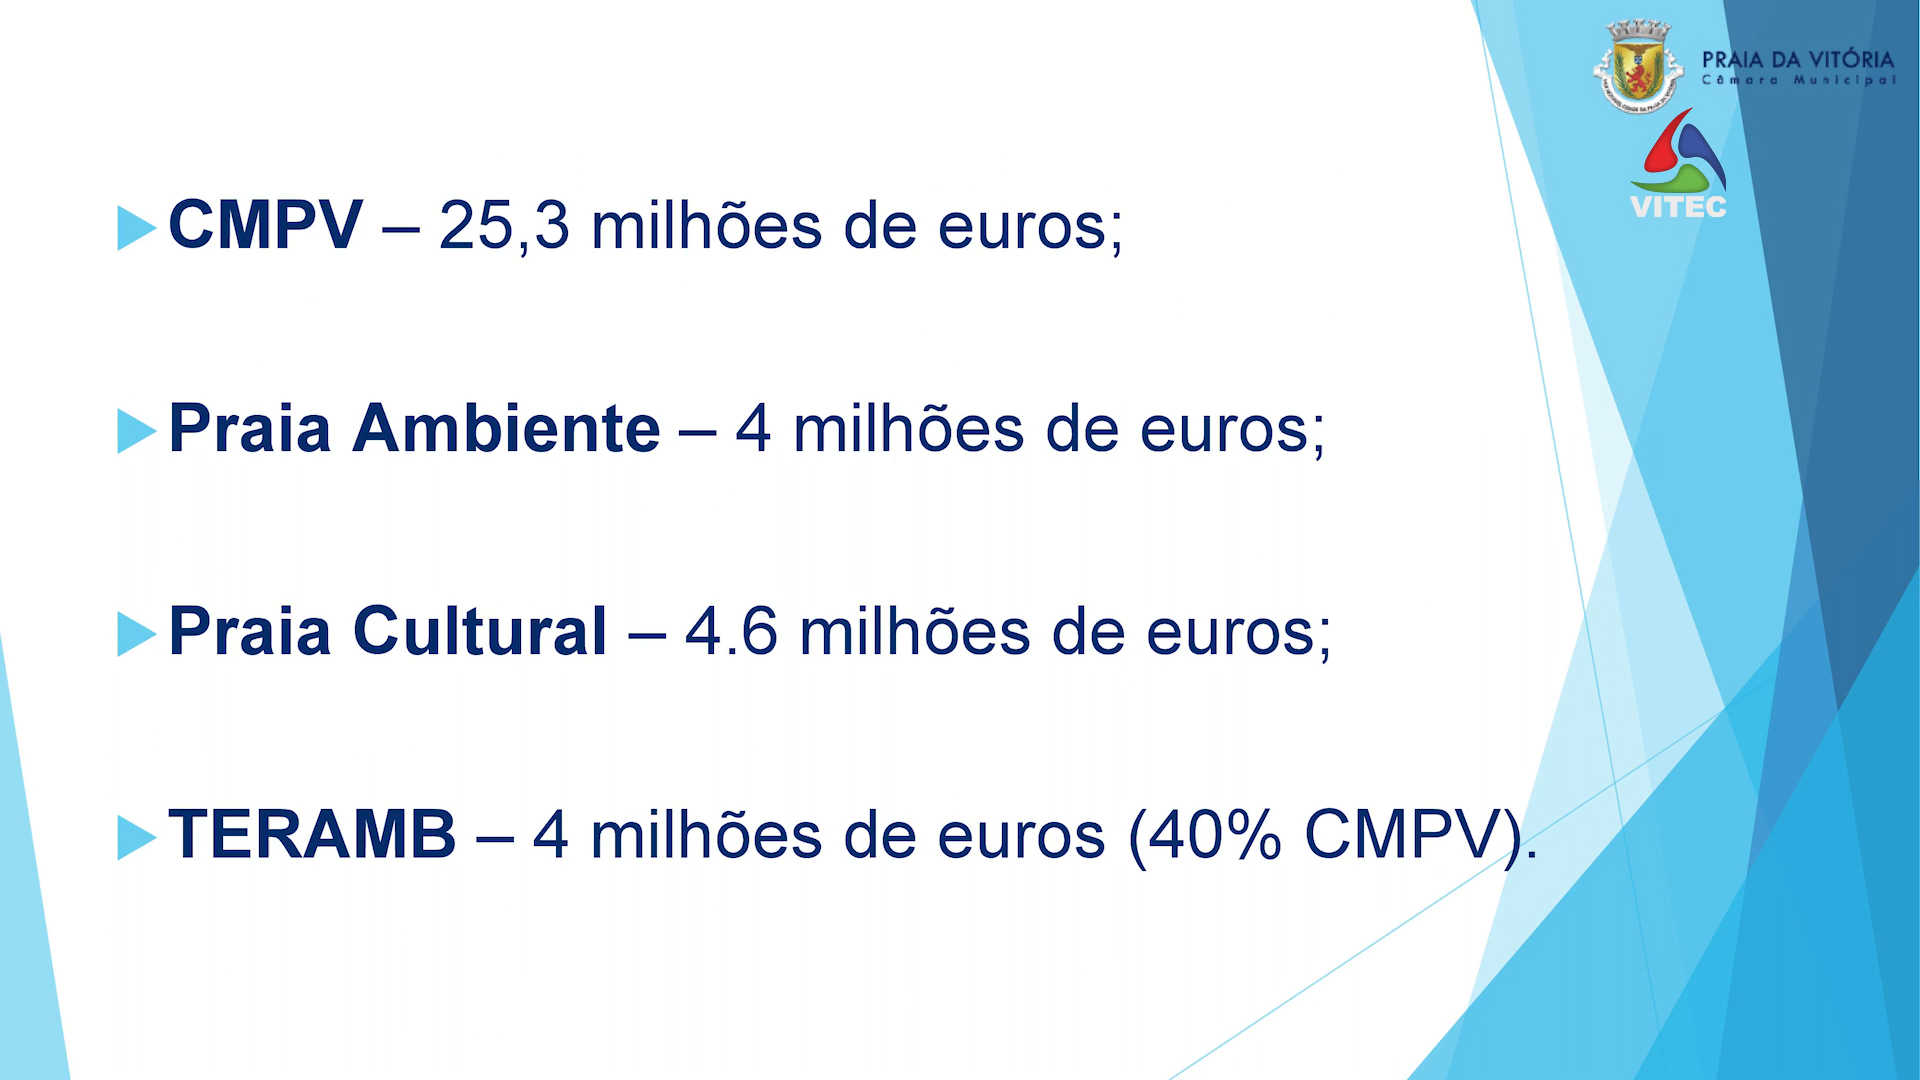 PRAIA DA VITÓRIA
Câmara Municipal
VITEC
CMPV – 25,3 milhões de euros;
Praia Ambiente – 4 milhões de euros;
Praia Cultural – 4.6 milhões de euros;
TERAMB – 4 milhões de euros (40% CMPV).